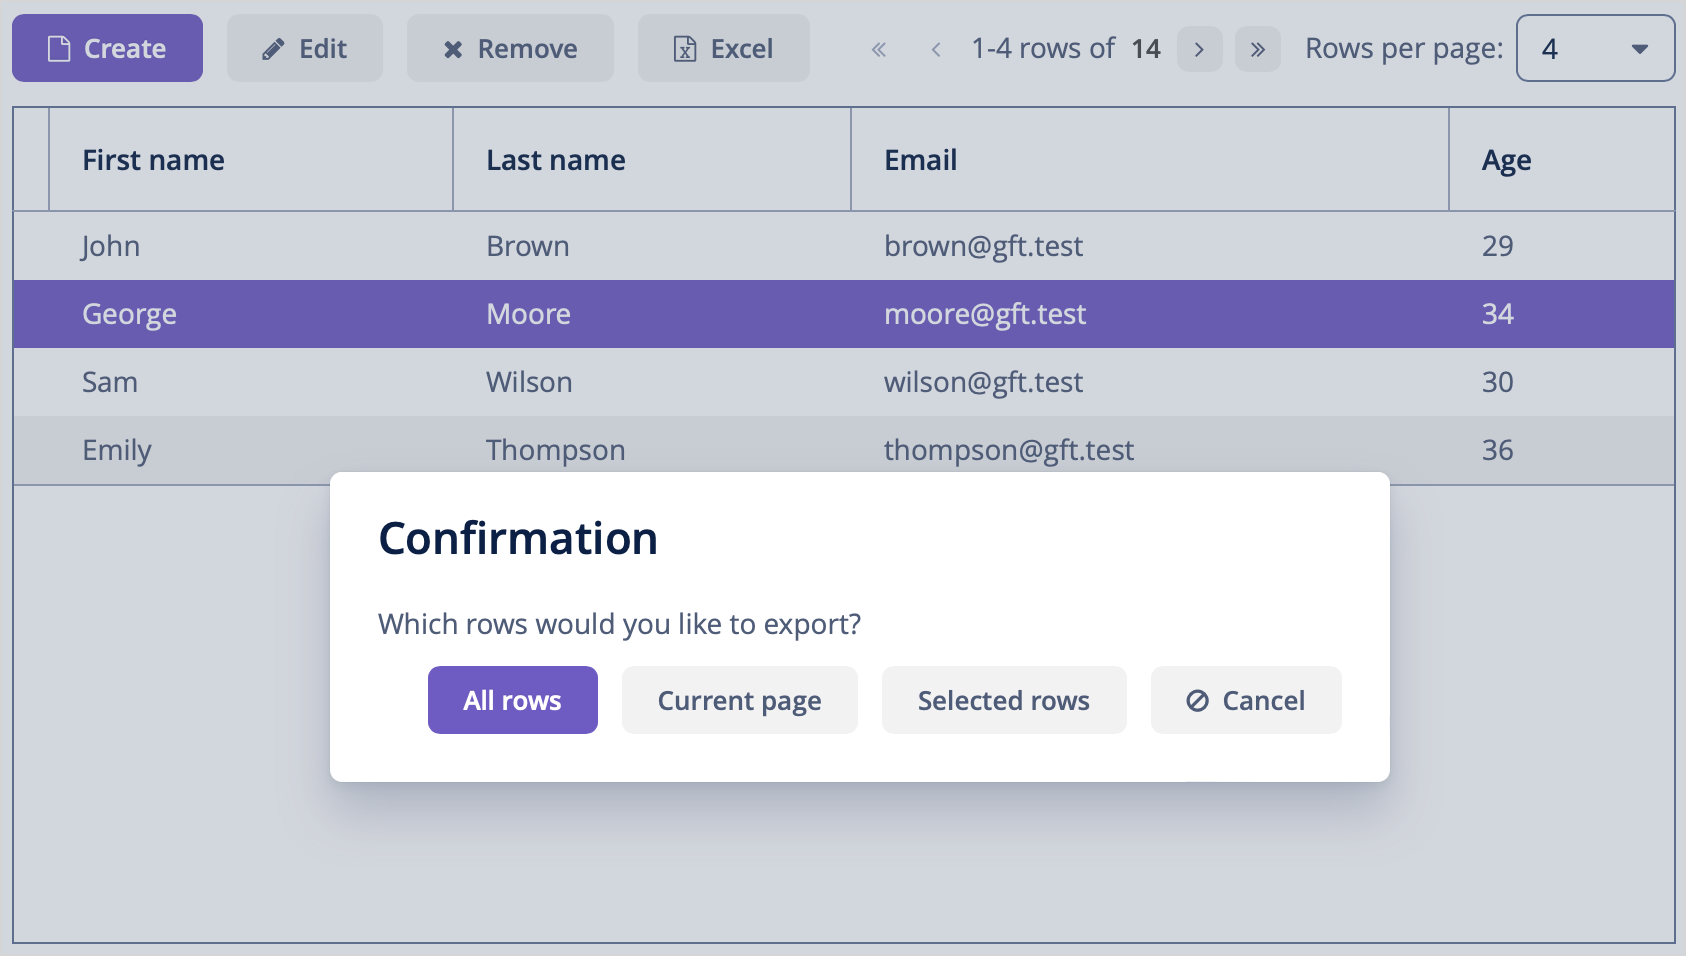 Create Edit Remove Excel « ‹ 1-4 rows of 14 › » Rows per page: 4
First name Last name Email Age
John Brown brown@gft.test 29
George Moore moore@gft.test 34
Sam Wilson wilson@gft.test 30
Emily Thompson thompson@gft.test 36
Confirmation
Which rows would you like to export?
All rows Current page Selected rows Cancel